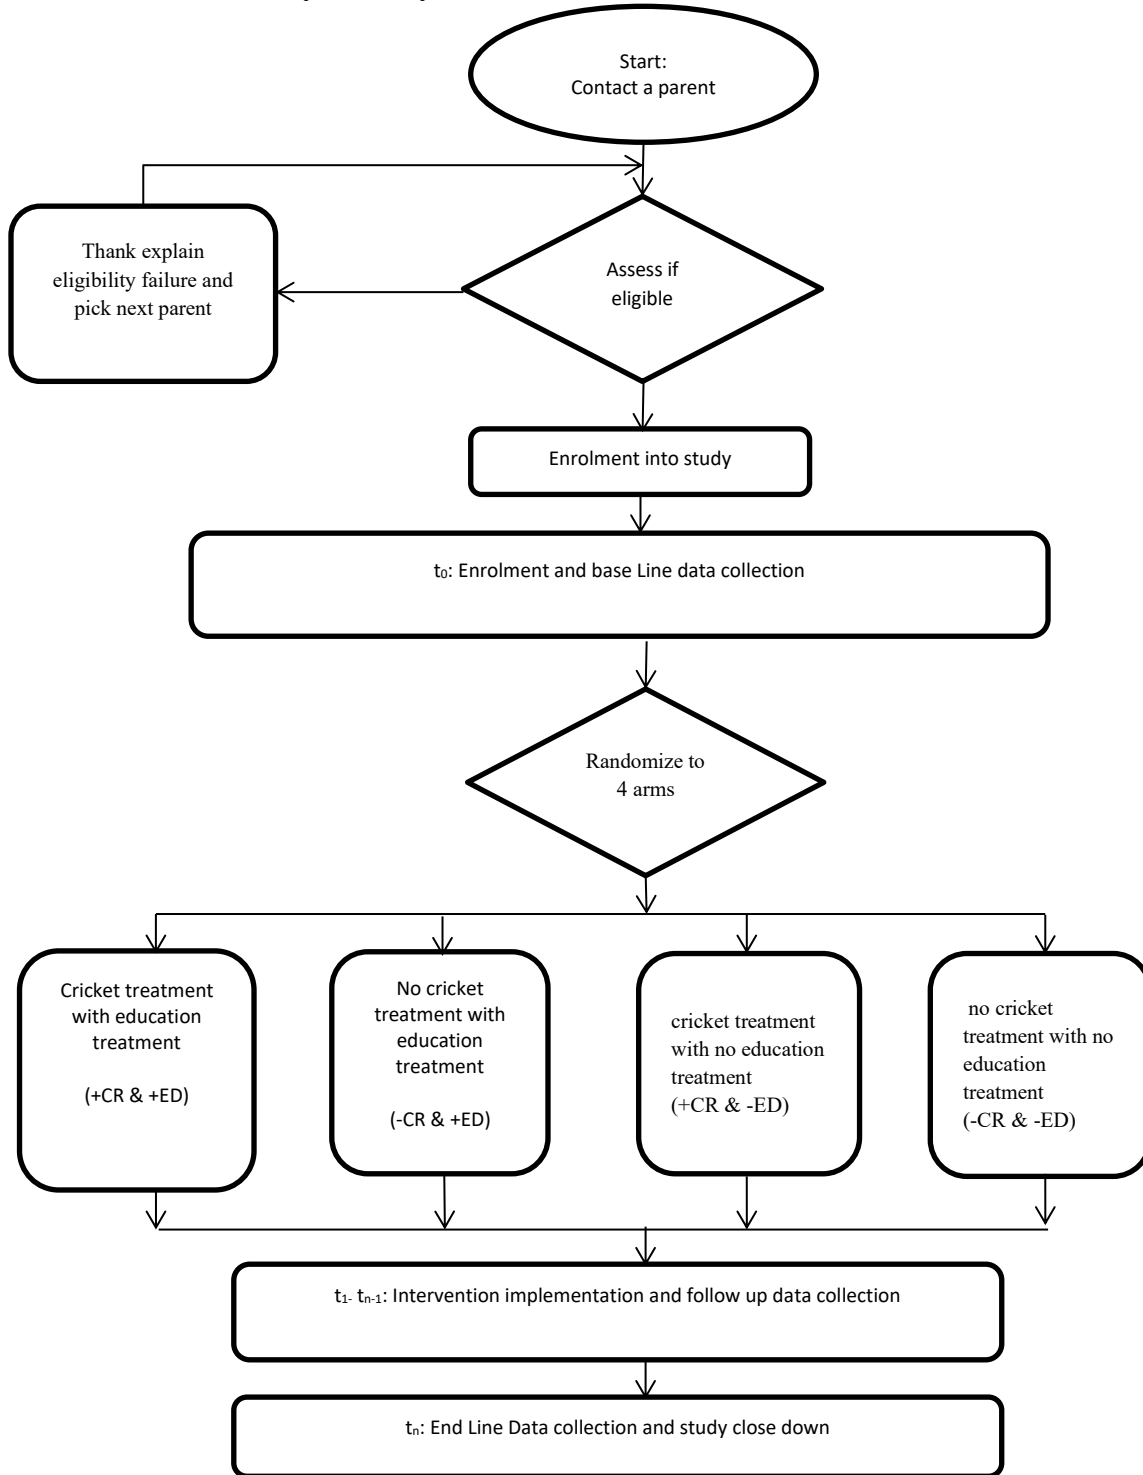 Start:
Contact a parent
Thank explain
eligibility failure and
pick next parent
Assess if
eligible
Enrolment into study
t0: Enrolment and base Line data collection
Randomize to
4 arms
Cricket treatment
with education
treatment
(+CR & +ED)
No cricket
treatment with
education
treatment
(-CR & +ED)
cricket treatment
with no education
treatment
(+CR & -ED)
no cricket
treatment with no
education
treatment
(-CR & -ED)
t1- tn-1: Intervention implementation and follow up data collection
tn: End Line Data collection and study close down